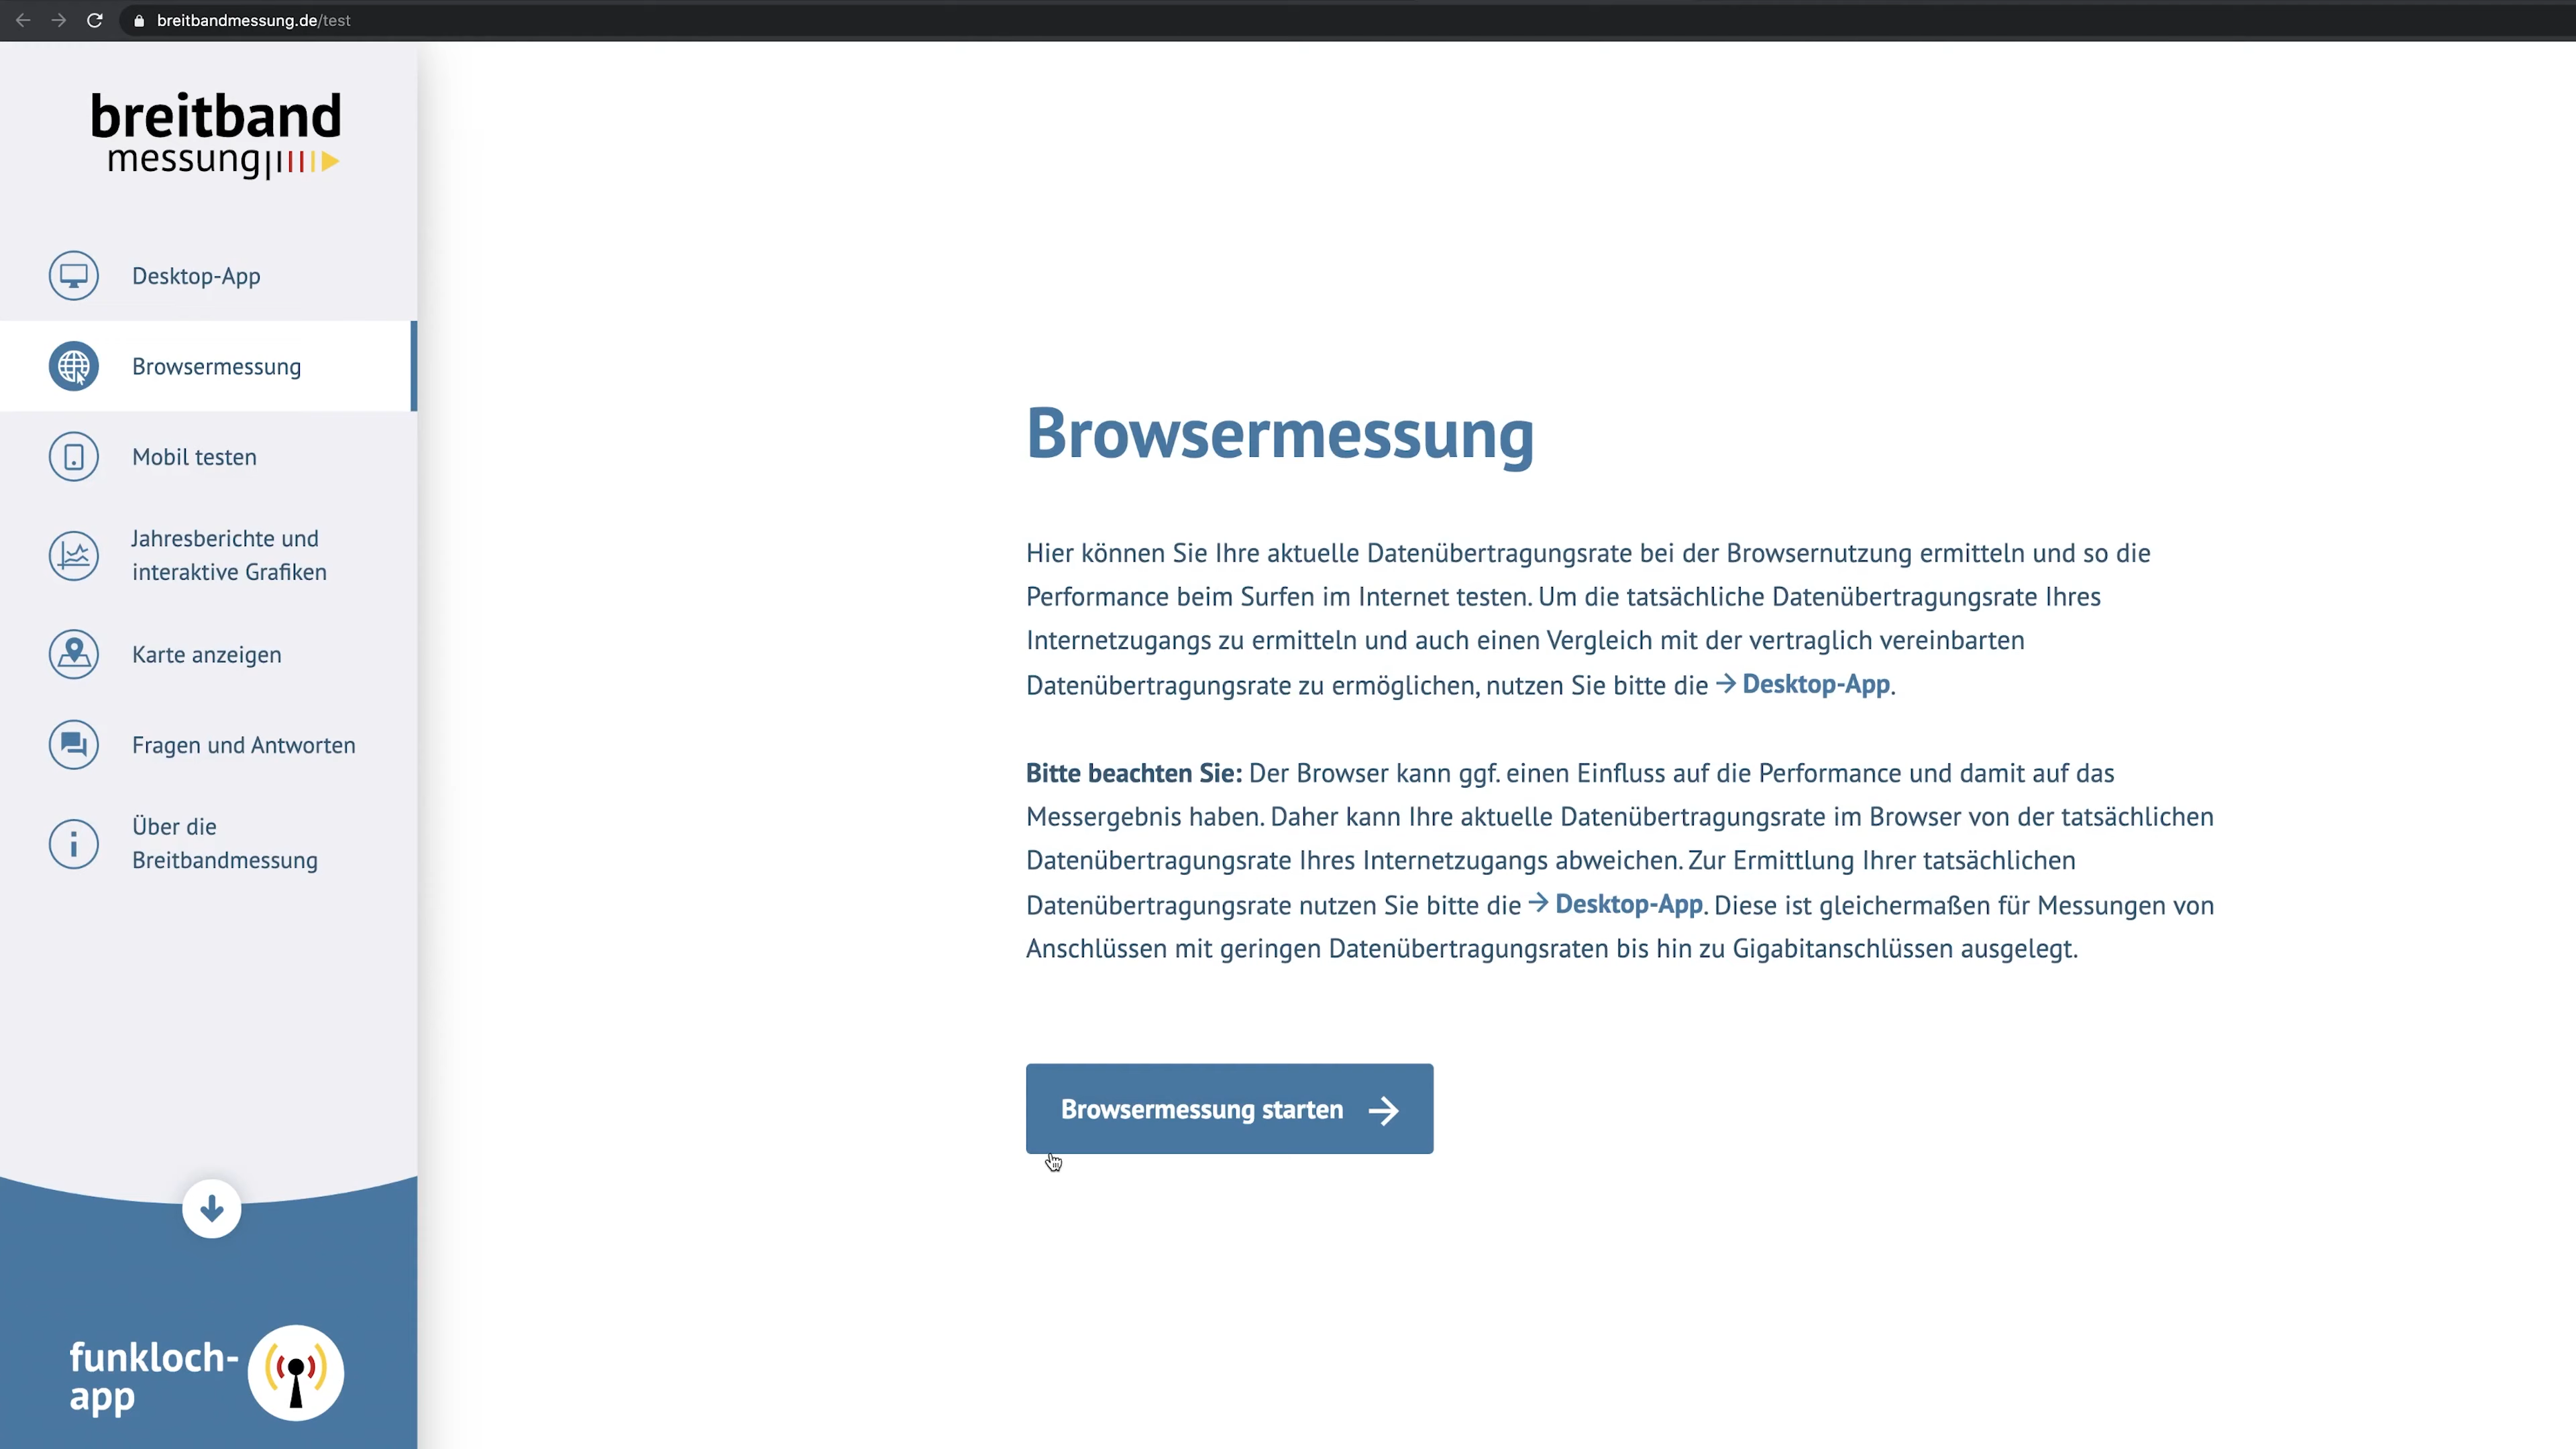 breitbandmessung.de/test
breitband
messung
Desktop-App
Browsermessung
Mobil testen
Jahresberichte und
interaktive Grafiken
Karte anzeigen
Fragen und Antworten
Über die
Breitbandmessung
funkloch-
app
Browsermessung
Hier können Sie Ihre aktuelle Datenübertragungsrate bei der Browsernutzung ermitteln und so die
Performance beim Surfen im Internet testen. Um die tatsächliche Datenübertragungsrate Ihres
Internetzugangs zu ermitteln und auch einen Vergleich mit der vertraglich vereinbarten
Datenübertragungsrate zu ermöglichen, nutzen Sie bitte die → Desktop-App.
Bitte beachten Sie: Der Browser kann ggf. einen Einfluss auf die Performance und damit auf das
Messergebnis haben. Daher kann Ihre aktuelle Datenübertragungsrate im Browser von der tatsächlichen
Datenübertragungsrate Ihres Internetzugangs abweichen. Zur Ermittlung Ihrer tatsächlichen
Datenübertragungsrate nutzen Sie bitte die → Desktop-App. Diese ist gleichermaßen für Messungen von
Anschlüssen mit geringen Datenübertragungsraten bis hin zu Gigabitanschlüssen ausgelegt.
Browsermessung starten →